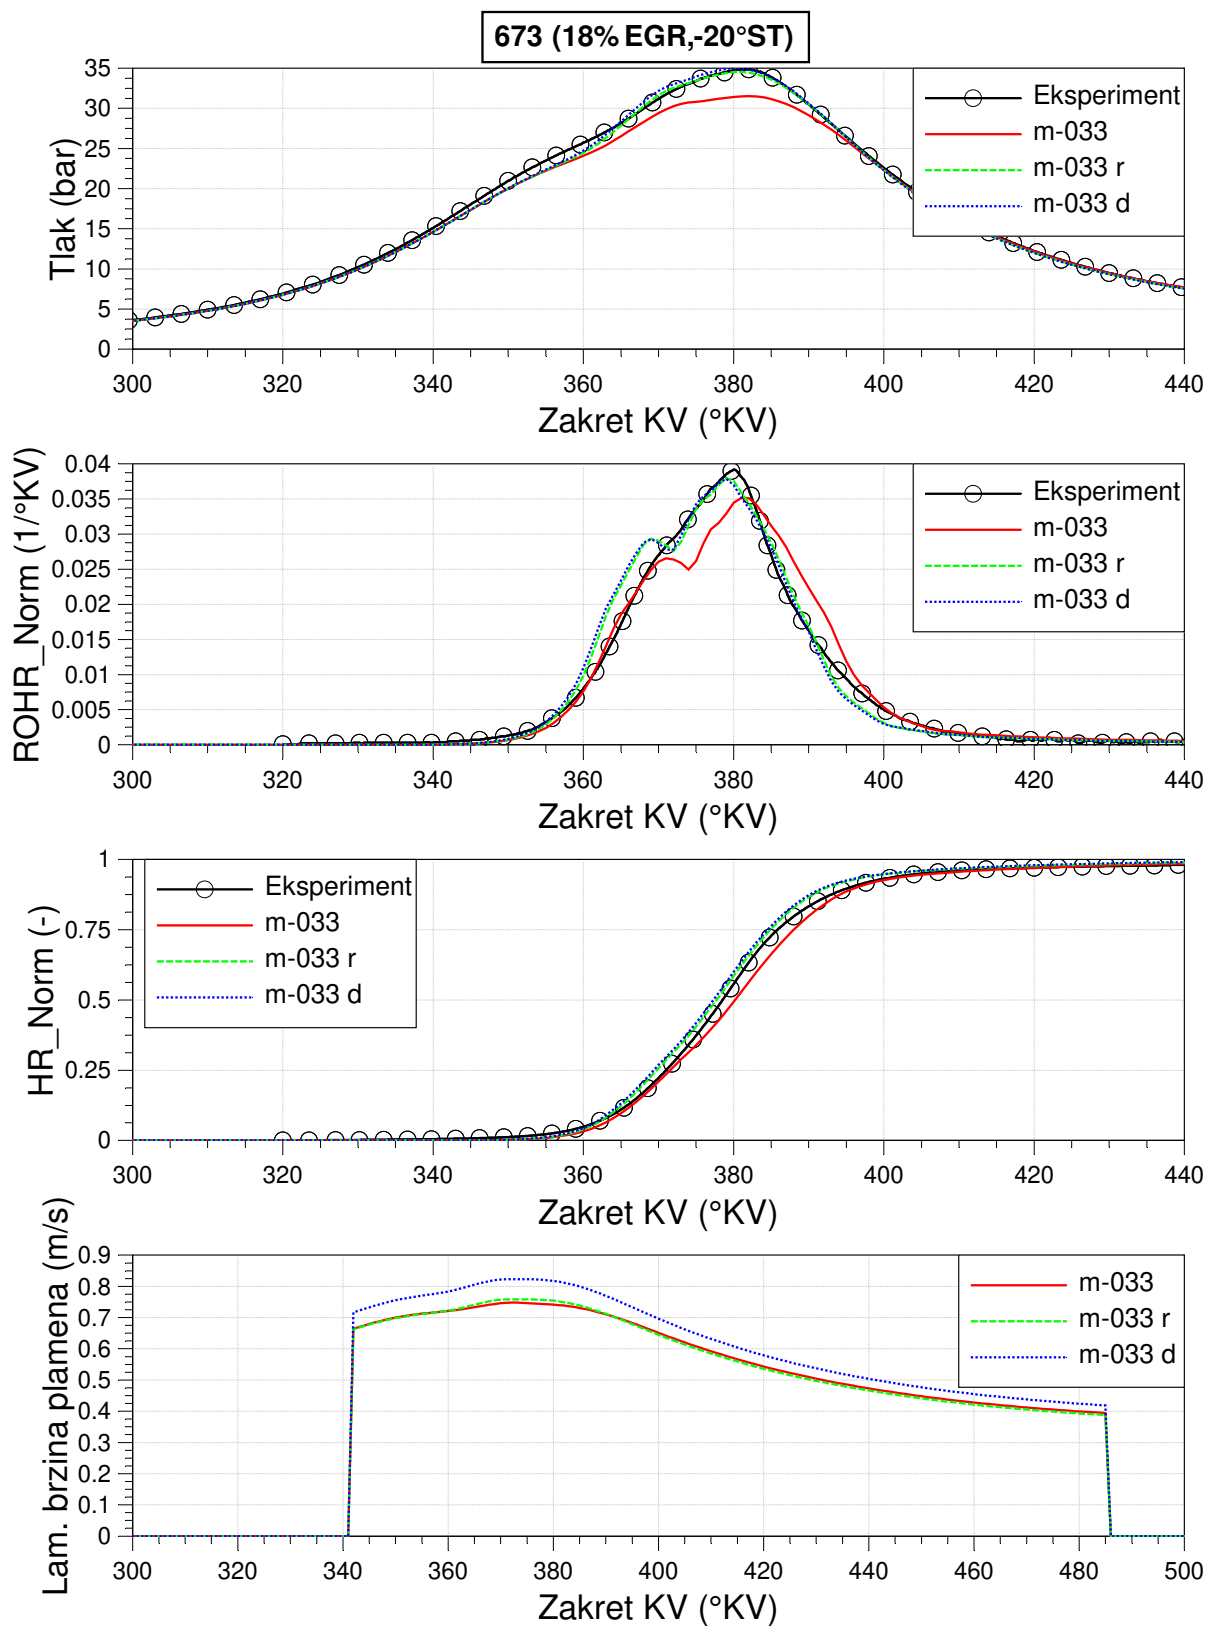 673 (18% EGR,-20°ST)
Tlak (bar)
35
30
25
20
15
10
5
0
Eksperiment
m-033
m-033 r
m-033 d
300 320 340 360 380 400 420 440
Zakret KV (°KV)
ROHR_Norm (1/°KV)
0.04
0.035
0.03
0.025
0.02
0.015
0.01
0.005
0
Eksperiment
m-033
m-033 r
m-033 d
300 320 340 360 380 400 420 440
Zakret KV (°KV)
HR_Norm (-)
1
0.75
0.5
0.25
0
Eksperiment
m-033
m-033 r
m-033 d
300 320 340 360 380 400 420 440
Zakret KV (°KV)
Lam. brzina plamena (m/s)
0.9
0.8
0.7
0.6
0.5
0.4
0.3
0.2
0.1
0
m-033
m-033 r
m-033 d
300 320 340 360 380 400 420 440 460 480 500
Zakret KV (°KV)